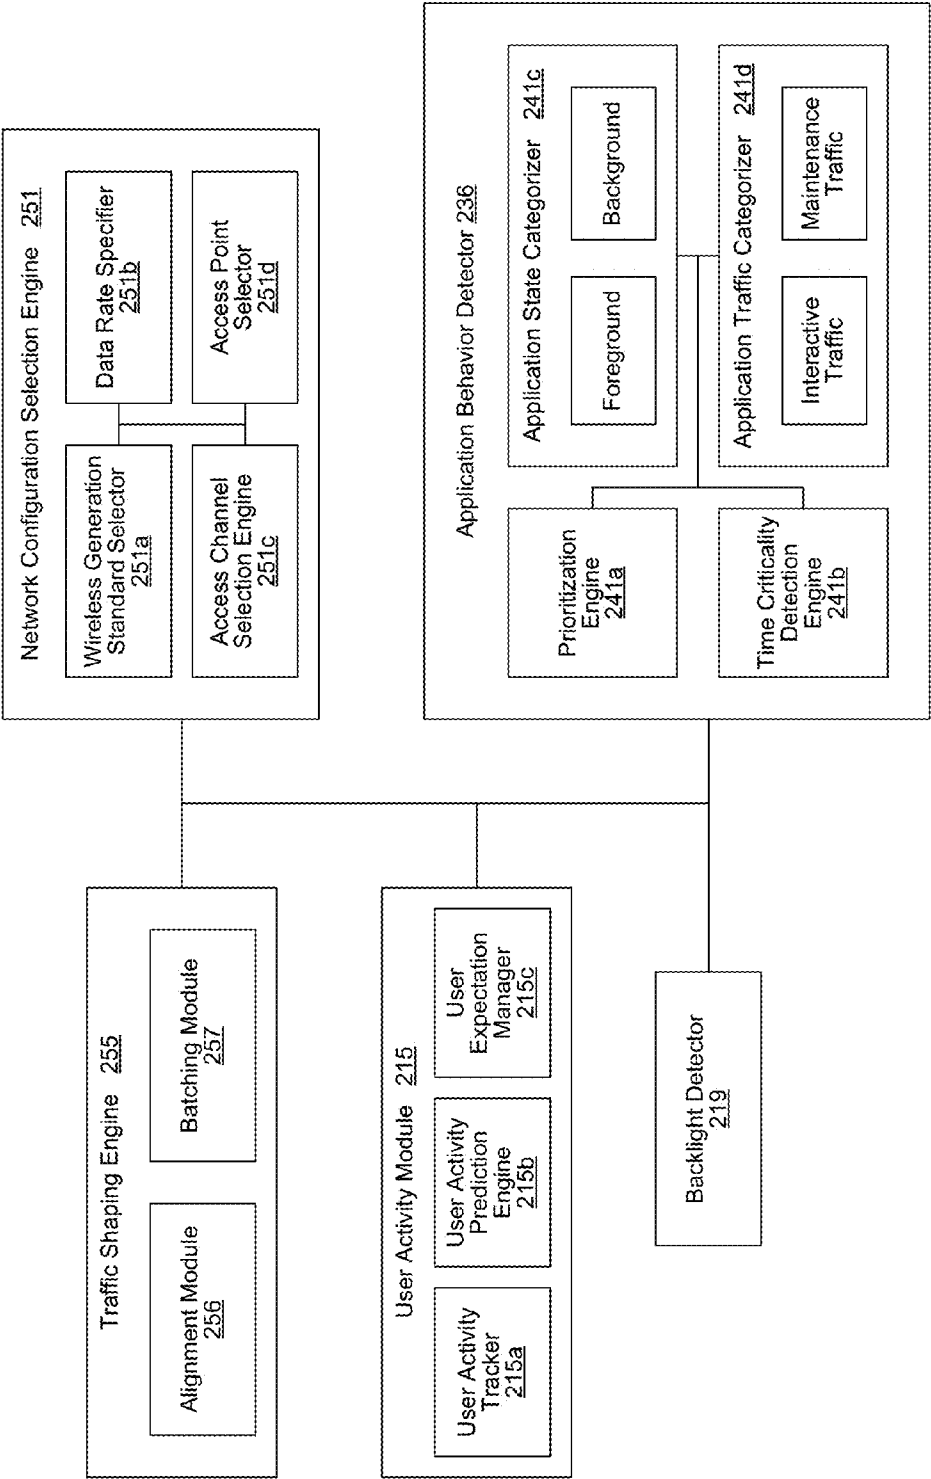 Traffic Shaping Engine 255
Alignment Module
256
Batching Module
257
Network Configuration Selection Engine 251
Wireless Generation
Standard Selector
251a
Data Rate Specifier
251b
Access Channel
Selection Engine
251c
Access Point
Selector
251d
User Activity Module 215
User Activity
Tracker
215a
User Activity
Prediction
Engine
215b
User
Expectation
Manager
215c
Backlight Detector
219
Application Behavior Detector 236
Prioritization
Engine
241a
Application State Categorizer 241c
Foreground
Background
Time Criticality
Detection
Engine
241b
Application Traffic Categorizer 241d
Interactive
Traffic
Maintenance
Traffic